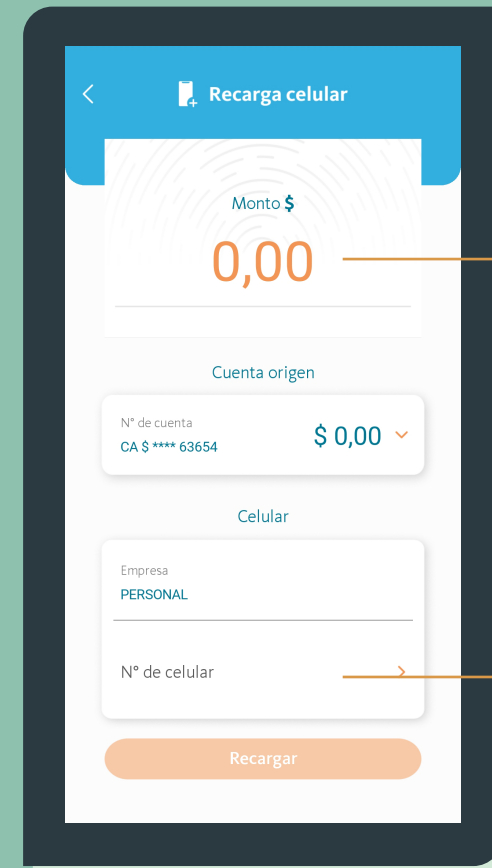 Recarga celular
Monto $
0,00
Cuenta origen
N° de cuenta
CA $ **** 63654
$ 0,00
Celular
Empresa
PERSONAL
N° de celular
Recargar